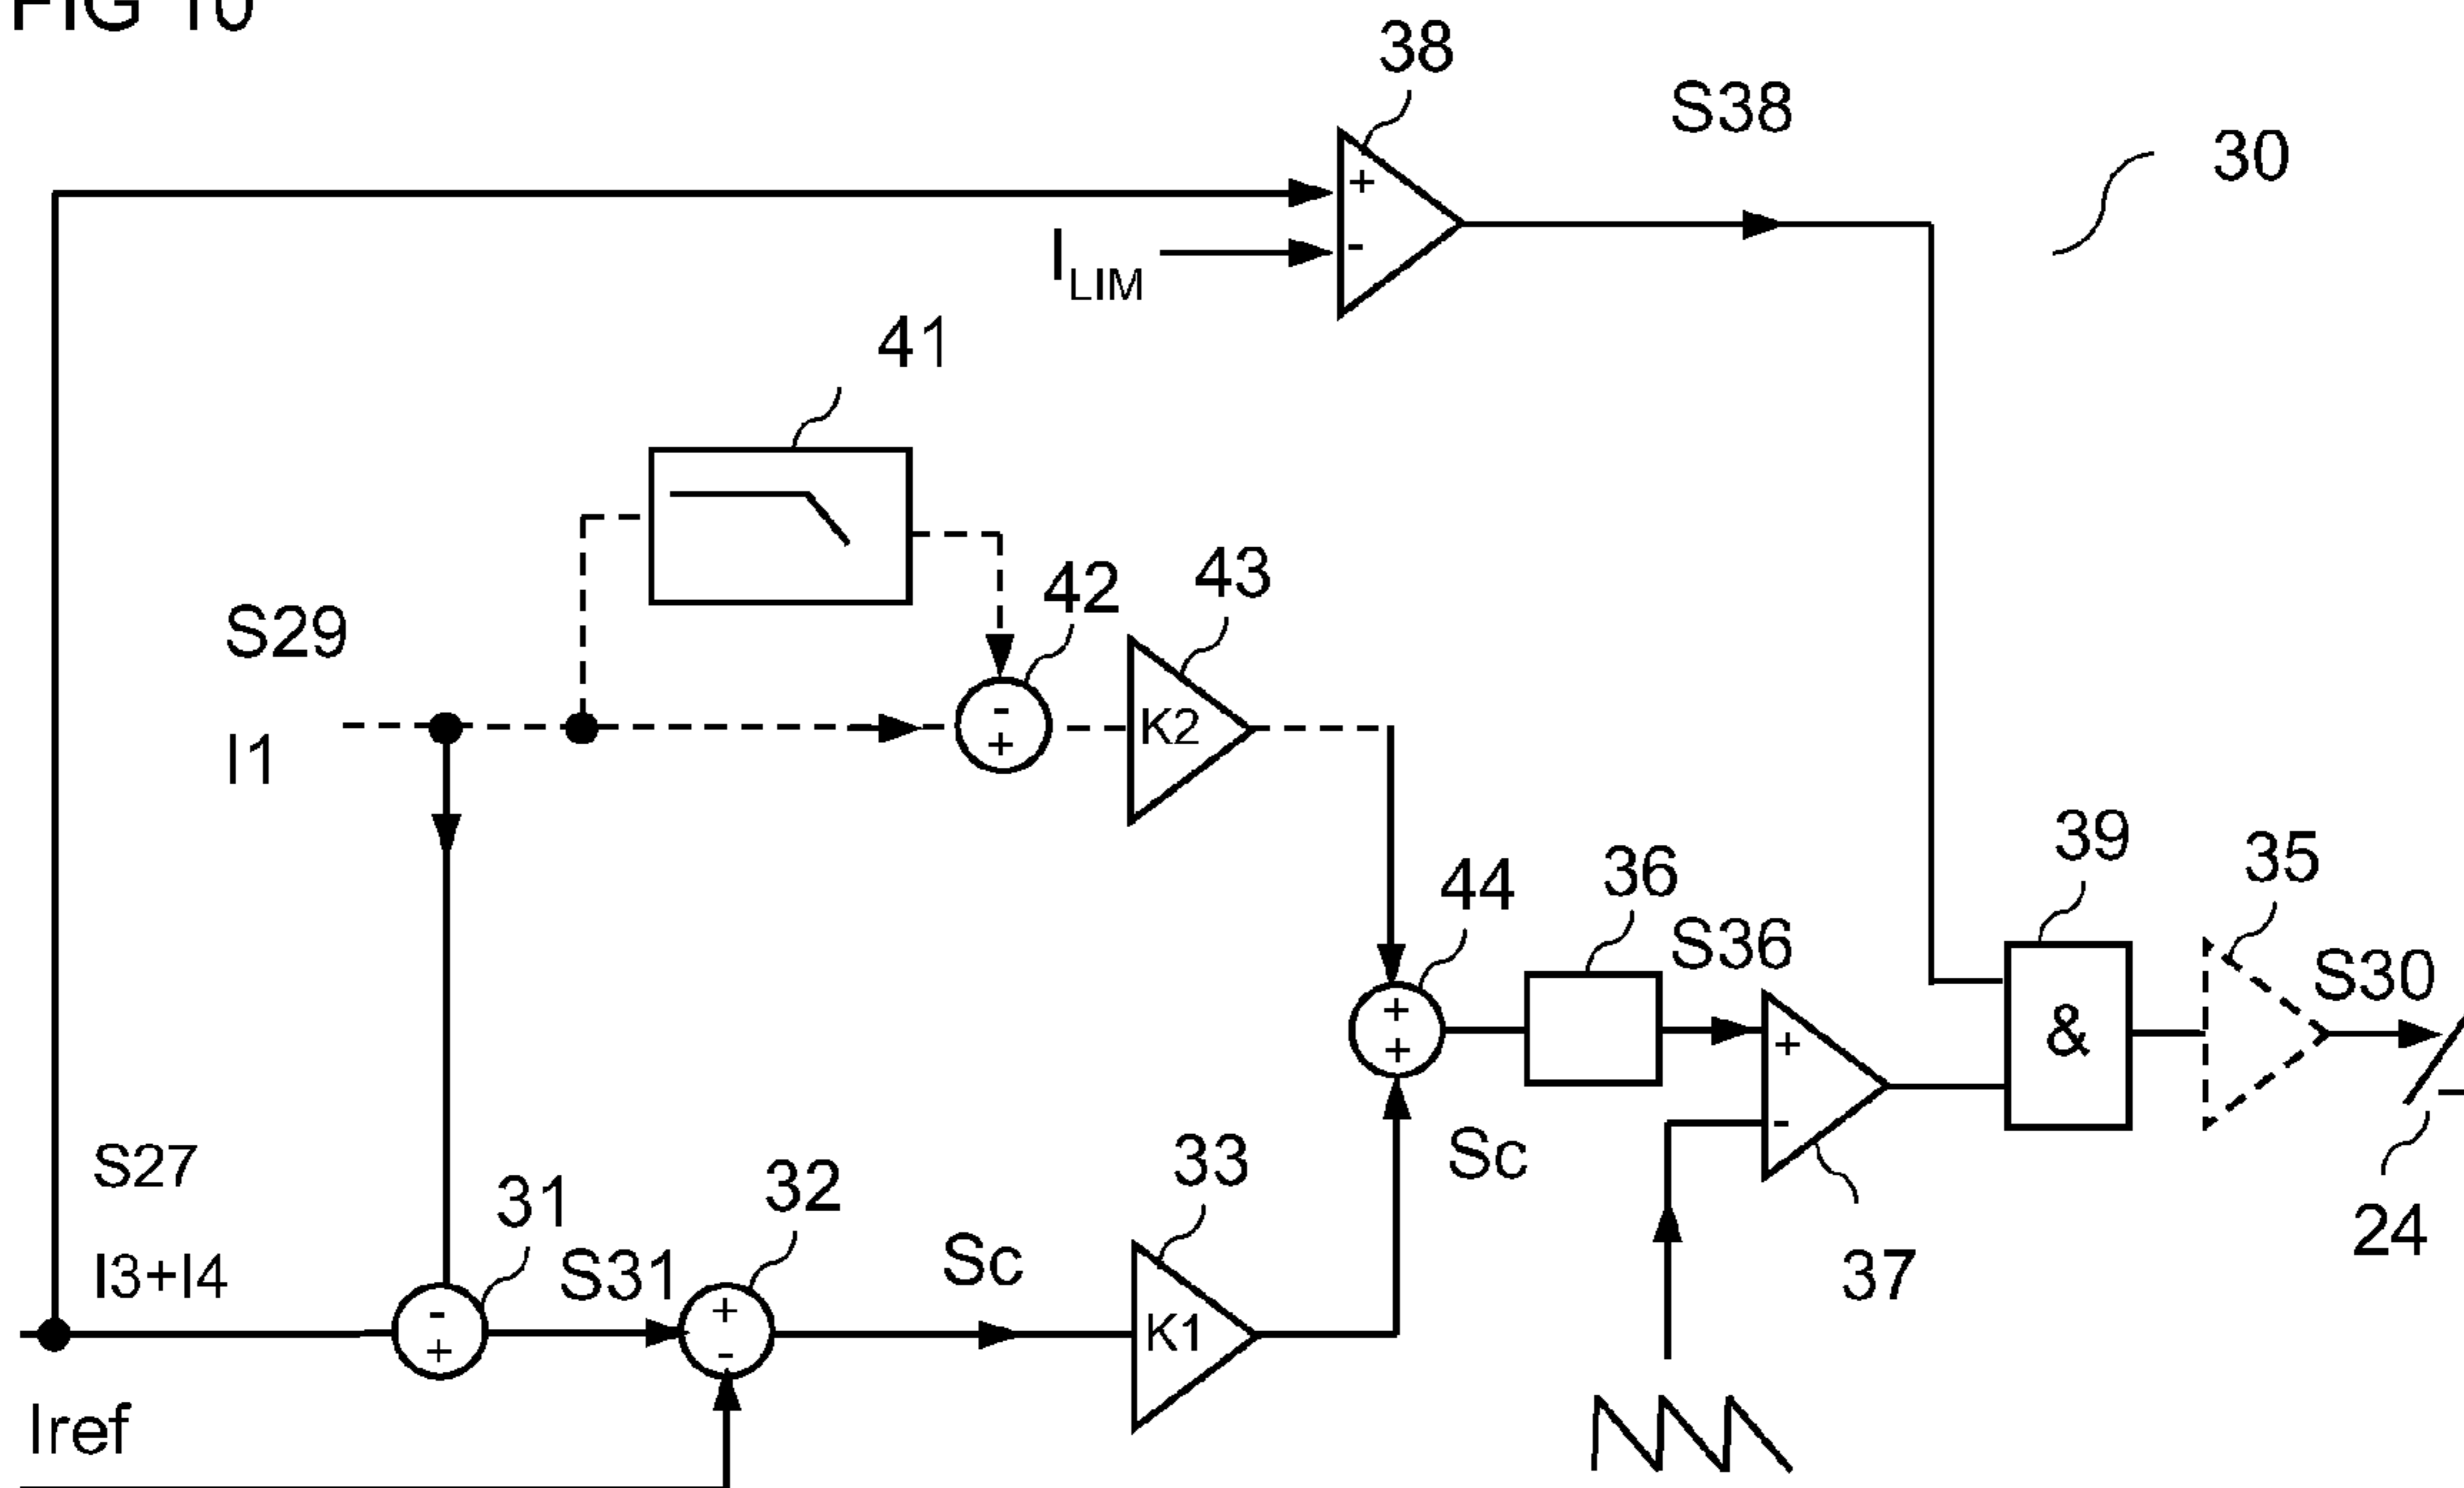 FIG 10
38
S38
30
+
-
I_LIM
41
S29
42
43
I1
-
+
K2
39
35
44
36
S36
S30
+
+
+
-
&
S27
31
32
33
Sc
37
24
I3+I4
S31
Sc
-
+
+
-
K1
Iref